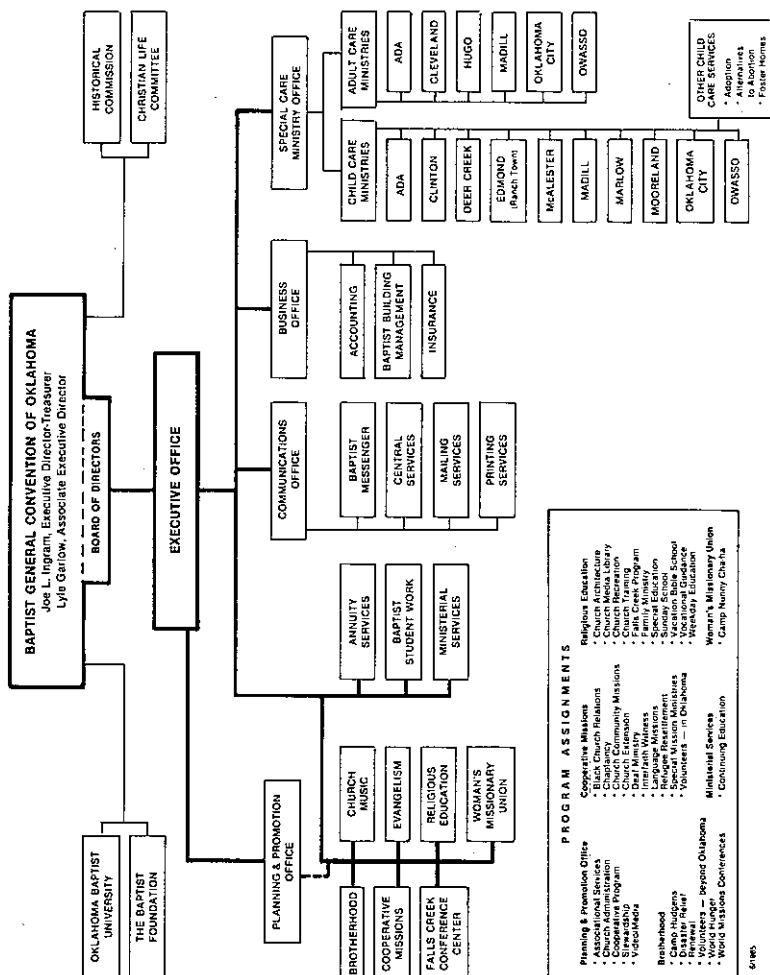 BAPTIST GENERAL CONVENTION OF OKLAHOMA
Joe L. Ingram, Executive Director-Treasurer
Lyle Garlow, Associate Executive Director
BOARD OF DIRECTORS
OKLAHOMA BAPTIST
UNIVERSITY
THE BAPTIST
FOUNDATION
HISTORICAL
COMMISSION
CHRISTIAN LIFE
COMMITTEE
EXECUTIVE OFFICE
PLANNING & PROMOTION
OFFICE
BROTHERHOOD
COOPERATIVE
MISSIONS
FALLS CREEK
CONFERENCE
CENTER
CHURCH
MUSIC
EVANGELISM
RELIGIOUS
EDUCATION
WOMAN'S
MISSIONARY
UNION
ANNUITY
SERVICES
BAPTIST
STUDENT WORK
MINISTERIAL
SERVICES
COMMUNICATIONS
OFFICE
BAPTIST
MESSENGER
CENTRAL
SERVICES
MAILING
SERVICES
PRINTING
SERVICES
BUSINESS
OFFICE
ACCOUNTING
BAPTIST BUILDING
MANAGEMENT
INSURANCE
SPECIAL CARE
MINISTRY OFFICE
CHILD CARE
MINISTRIES
ADA
CLINTON
DEER CREEK
EDMOND
(Ranch Town)
McALESTER
MADILL
MARLOW
MOORELAND
OKLAHOMA
CITY
OWASSO
ADULT CARE
MINISTRIES
ADA
CLEVELAND
HUGO
MADILL
OKLAHOMA
CITY
OWASSO
OTHER CHILD
CARE SERVICES
* Adoption
* Alternatives
to Abortion
* Foster Homes
PROGRAM ASSIGNMENTS
Planning & Promotion Office
* Associational Services
* Church Administration
* Cooperative Program
* Stewardship
* Video/Media
Brotherhood
* Camp Hudgens
* Disaster Relief
* Renewal
* Volunteers — beyond Oklahoma
* World Hunger
* World Missions Conferences
Cooperative Missions
* Black Church Relations
* Chaplaincy
* Church Community Missions
* Church Extension
* Deaf Ministry
* Interfaith Witness
* Language Missions
* Refugee Resettlement
* Special Mission Ministries
* Volunteers — in Oklahoma
Ministerial Services
* Continuing Education
Religious Education
* Church Architecture
* Church Media Library
* Church Recreation
* Church Training
* Falls Creek Program
* Family Ministry
* Special Education
* Sunday School
* Vacation Bible School
* Vocational Guidance
* Weekday Education
Woman's Missionary Union
* Camp Nunny Cha-ha
6/1985